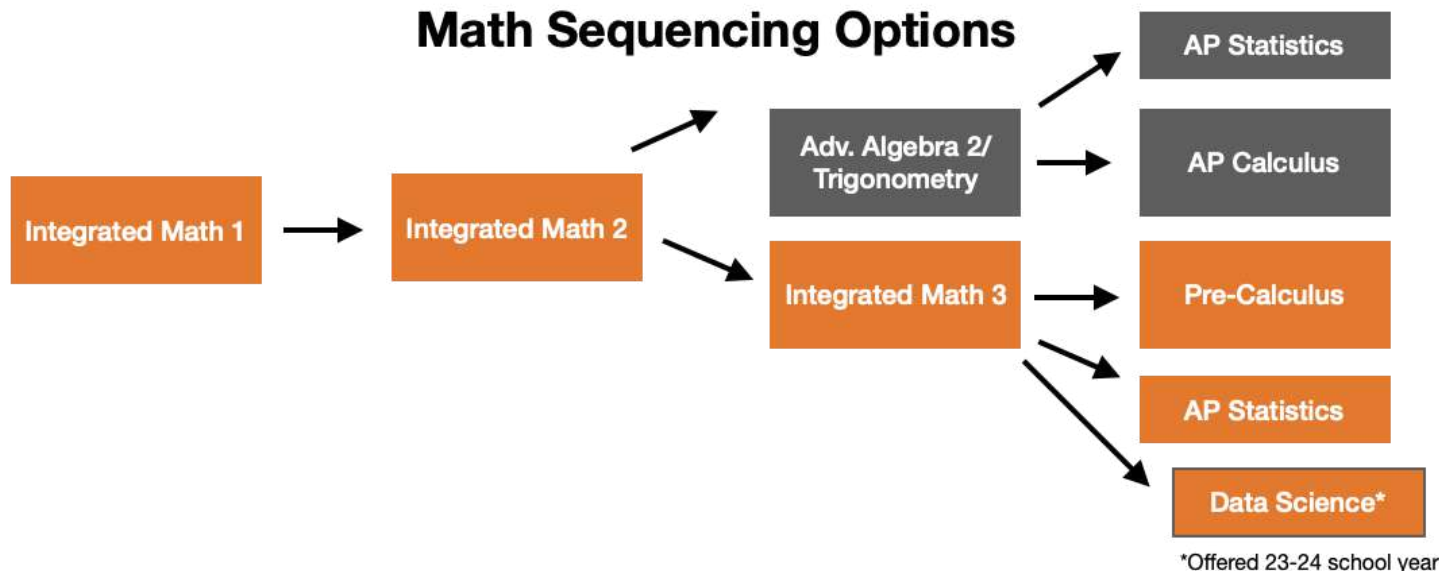 Math Sequencing Options
AP Statistics
Adv. Algebra 2/
Trigonometry
AP Calculus
Integrated Math 1
Integrated Math 2
Integrated Math 3
Pre-Calculus
AP Statistics
Data Science*
*Offered 23-24 school year